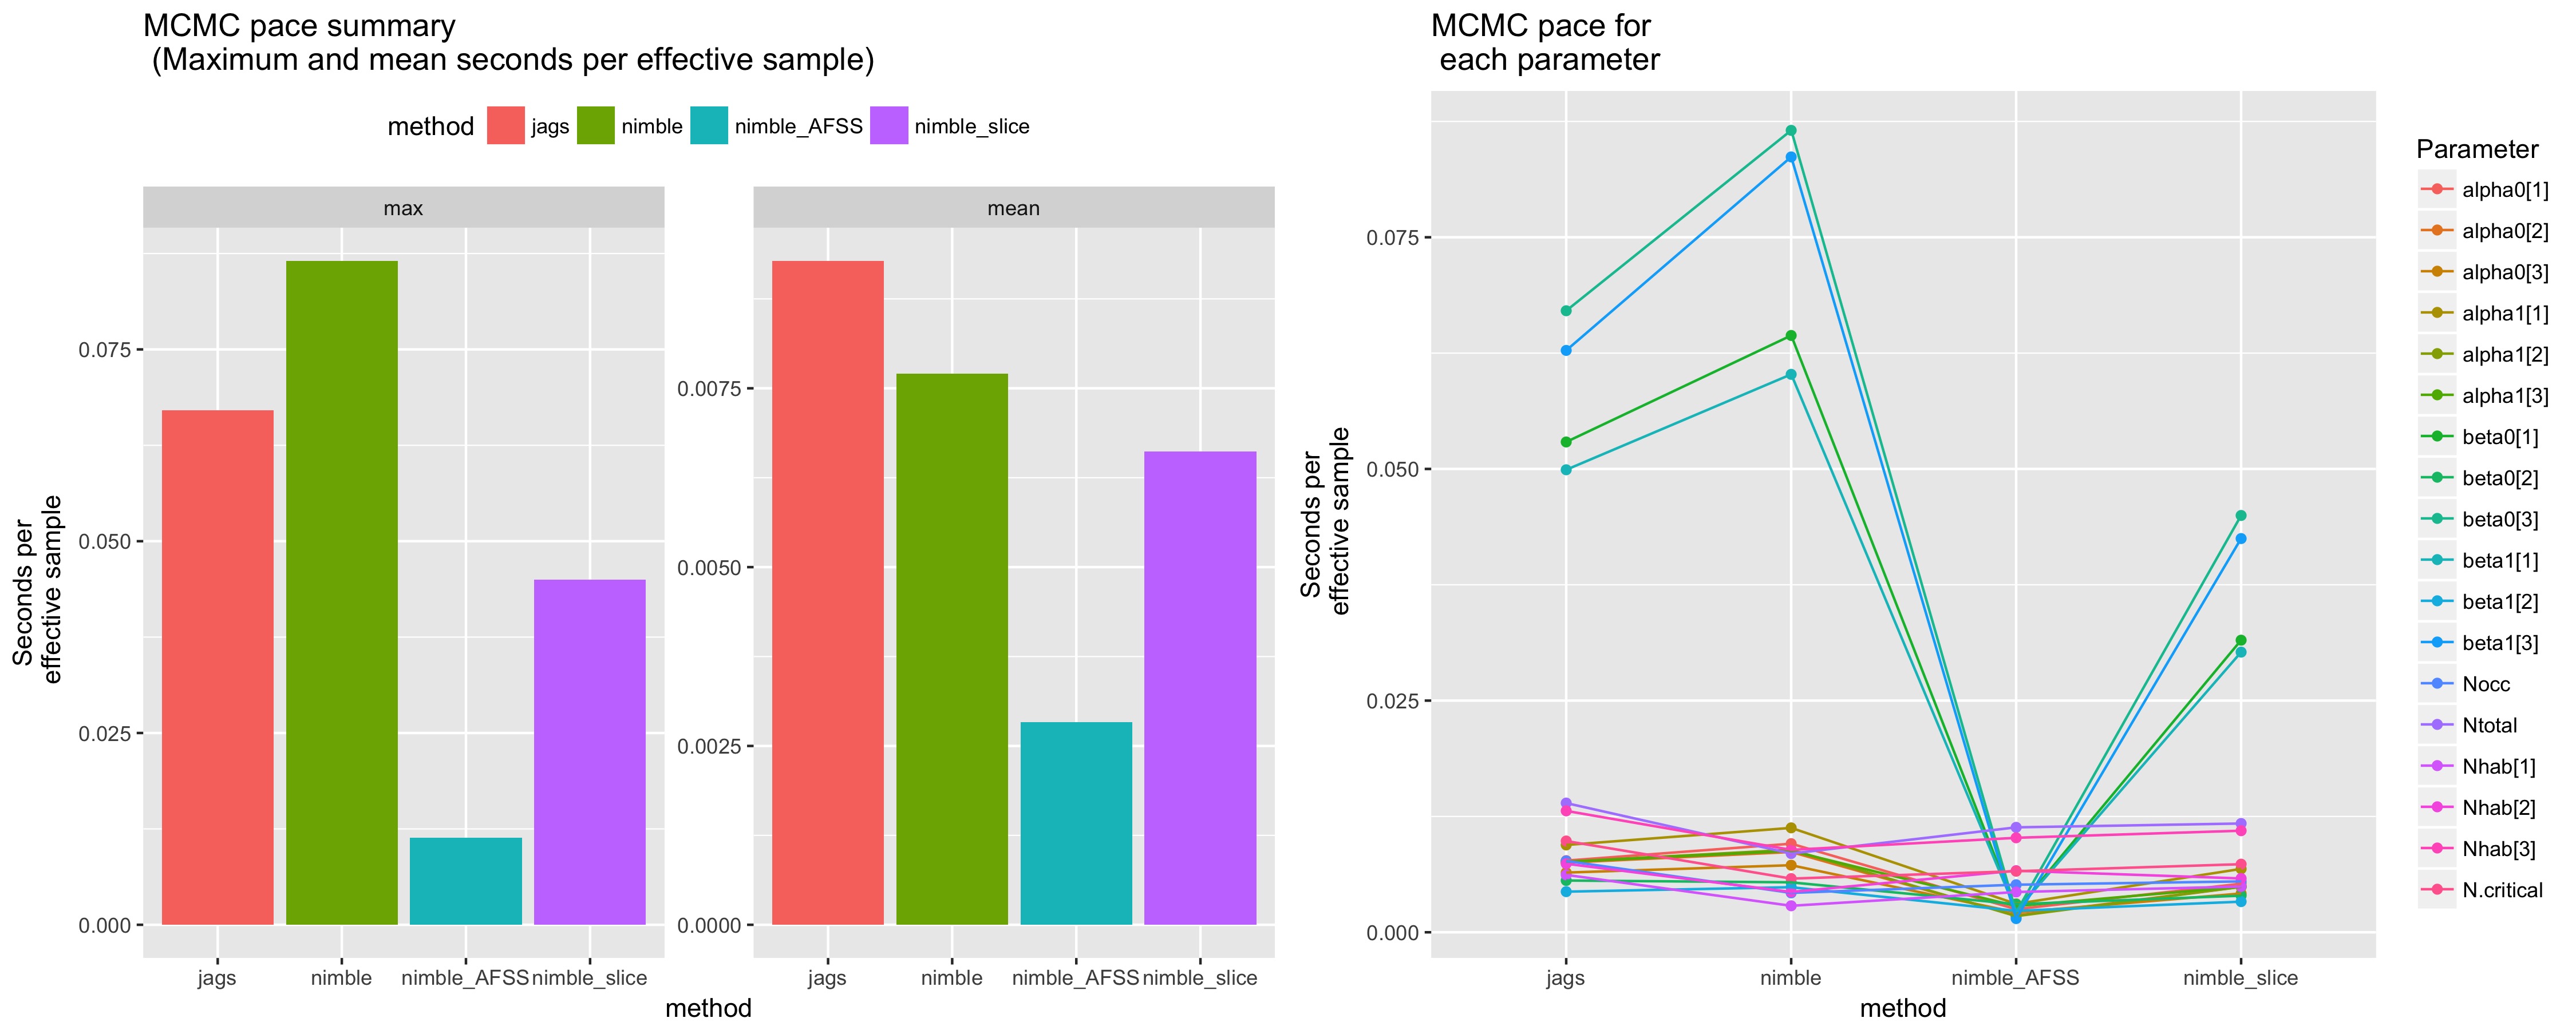 MCMC pace summary
(Maximum and mean seconds per effective sample)
method jags nimble nimble_AFSS nimble_slice
max
mean
Seconds per
effective sample
0.075
0.050
0.025
0.000
0.0075
0.0050
0.0025
0.0000
jags nimble nimble_AFSS nimble_slice
jags nimble nimble_AFSS nimble_slice
method
MCMC pace for
each parameter
Seconds per
effective sample
0.075
0.050
0.025
0.000
jags nimble nimble_AFSS nimble_slice
method
Parameter
alpha0[1]
alpha0[2]
alpha0[3]
alpha1[1]
alpha1[2]
alpha1[3]
beta0[1]
beta0[2]
beta0[3]
beta1[1]
beta1[2]
beta1[3]
Nocc
Ntotal
Nhab[1]
Nhab[2]
Nhab[3]
N.critical